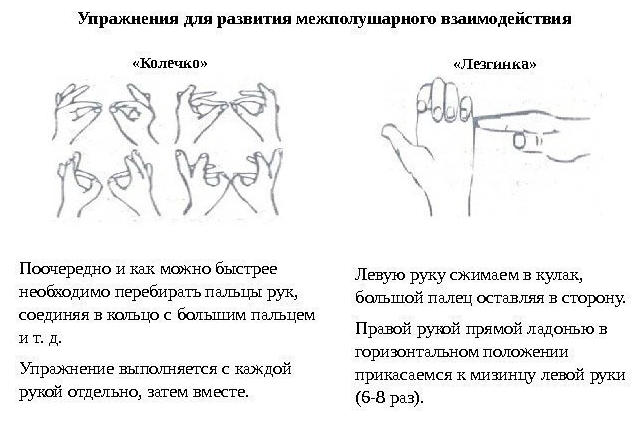 Упражнения для развития межполушарного взаимодействия
«Колечко»
Поочередно и как можно быстрее
необходимо перебирать пальцы рук,
соединяя в кольцо с большим пальцем
и т. д.
Упражнение выполняется с каждой
рукой отдельно, затем вместе.
«Лезгинка»
Левую руку сжимаем в кулак,
большой палец оставляя в сторону.
Правой рукой прямой ладонью в
горизонтальном положении
прикасаемся к мизинцу левой руки
(6-8 раз).